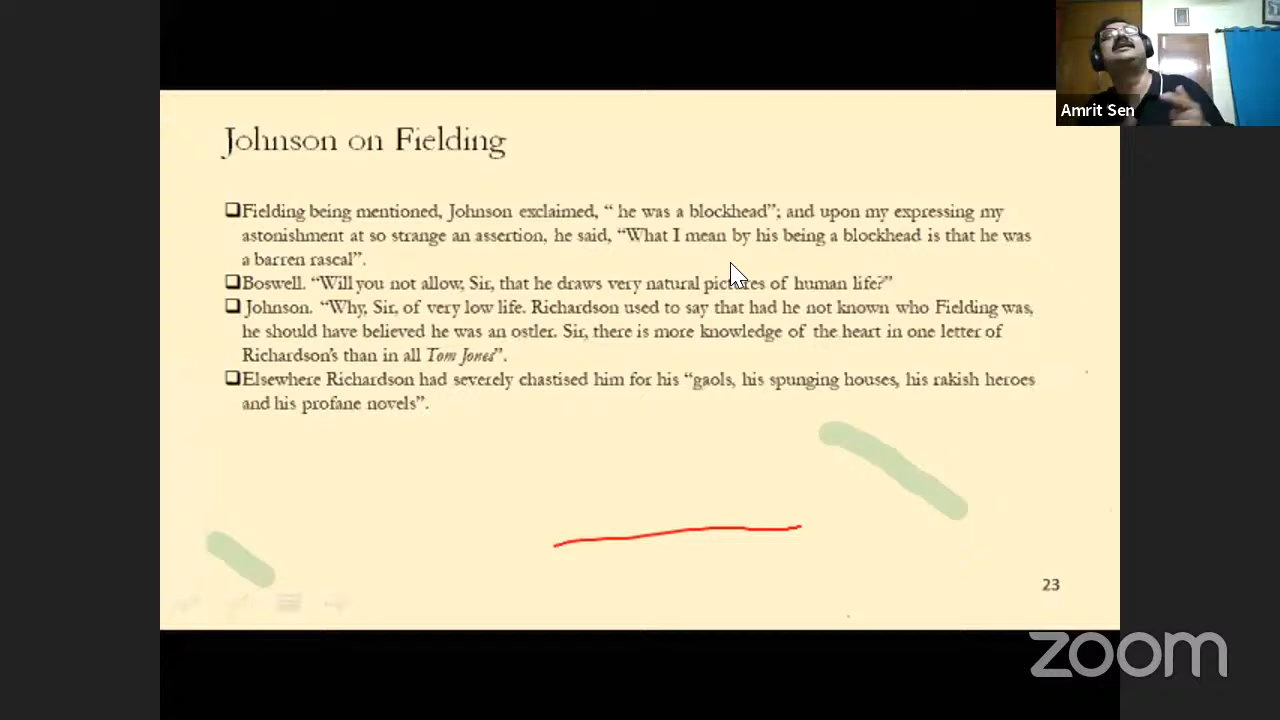 Amrit Sen
Johnson on Fielding
❑Fielding being mentioned, Johnson exclaimed, “ he was a blockhead”; and upon my expressing my
astonishment at so strange an assertion, he said, “What I mean by his being a blockhead is that he was
a barren rascal”.
❑Boswell. “Will you not allow, Sir, that he draws very natural pictures of human life?”
❑ Johnson. “Why, Sir, of very low life. Richardson used to say that had he not known who Fielding was,
he should have believed he was an ostler. Sir, there is more knowledge of the heart in one letter of
Richardson’s than in all Tom Jones”.
❑Elsewhere Richardson had severely chastised him for his “gaols, his spunging houses, his rakish heroes
and his profane novels”.
23
zoom